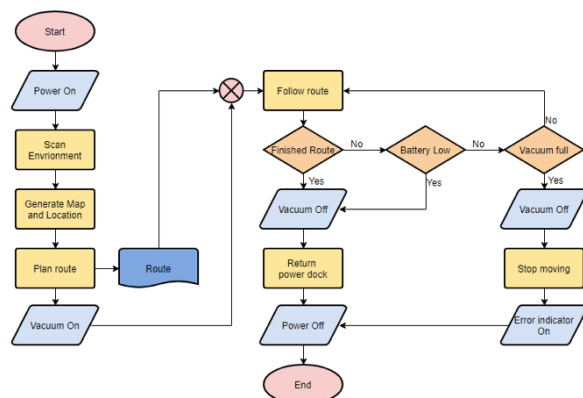 Start
Power On
Scan
Envrionment
Generate Map
and Location
Plan route
Route
Vacuum On
Follow route
Finished Route
No
Battery Low
No
Vacuum full
No
Yes
Yes
Yes
Vacuum Off
Vacuum Off
Return
power dock
Stop moving
Power Off
Error indicator
On
End